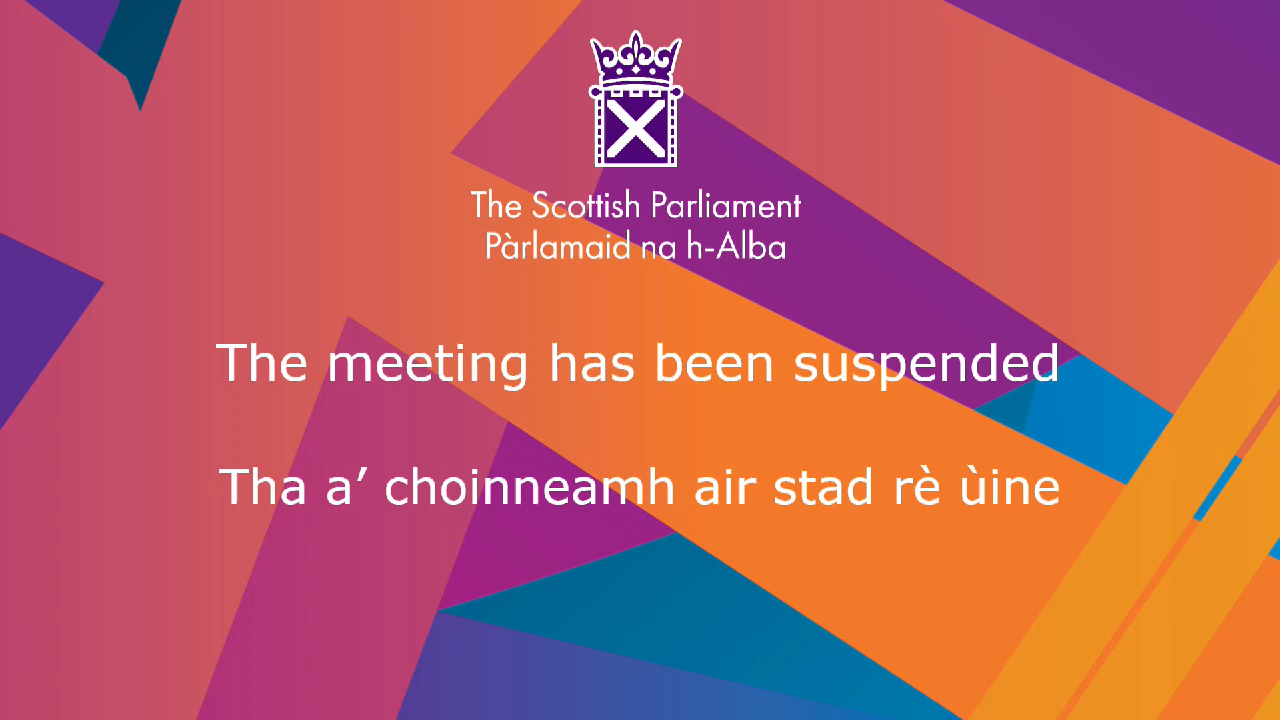 The Scottish Parliament
Pàrlamaid na h-Alba
The meeting has been suspended
Tha a’ choinneamh air stad rè ùine